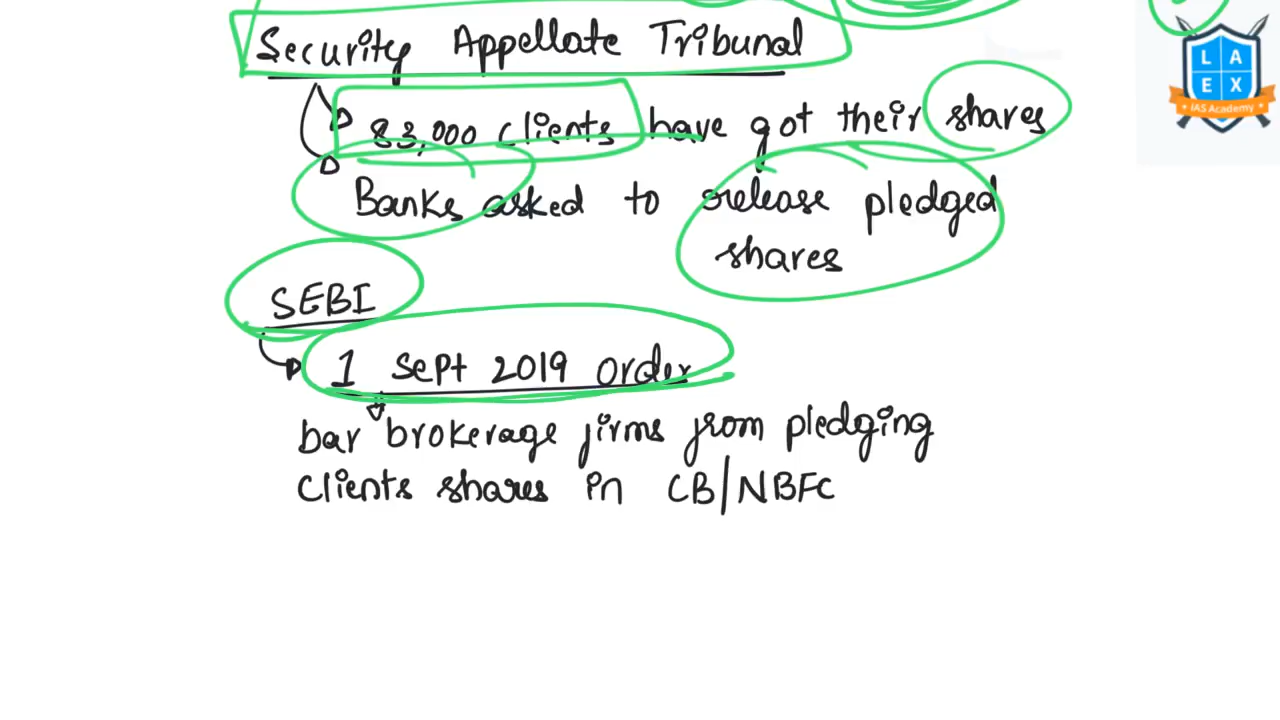 Security Appellate Tribunal
83,000 clients have got their shares
Banks asked to release pledged
shares
SEBI
1 Sept 2019 order
bar brokerage firms from pledging
clients shares in CB/NBFC
L A
E X
IAS Academy